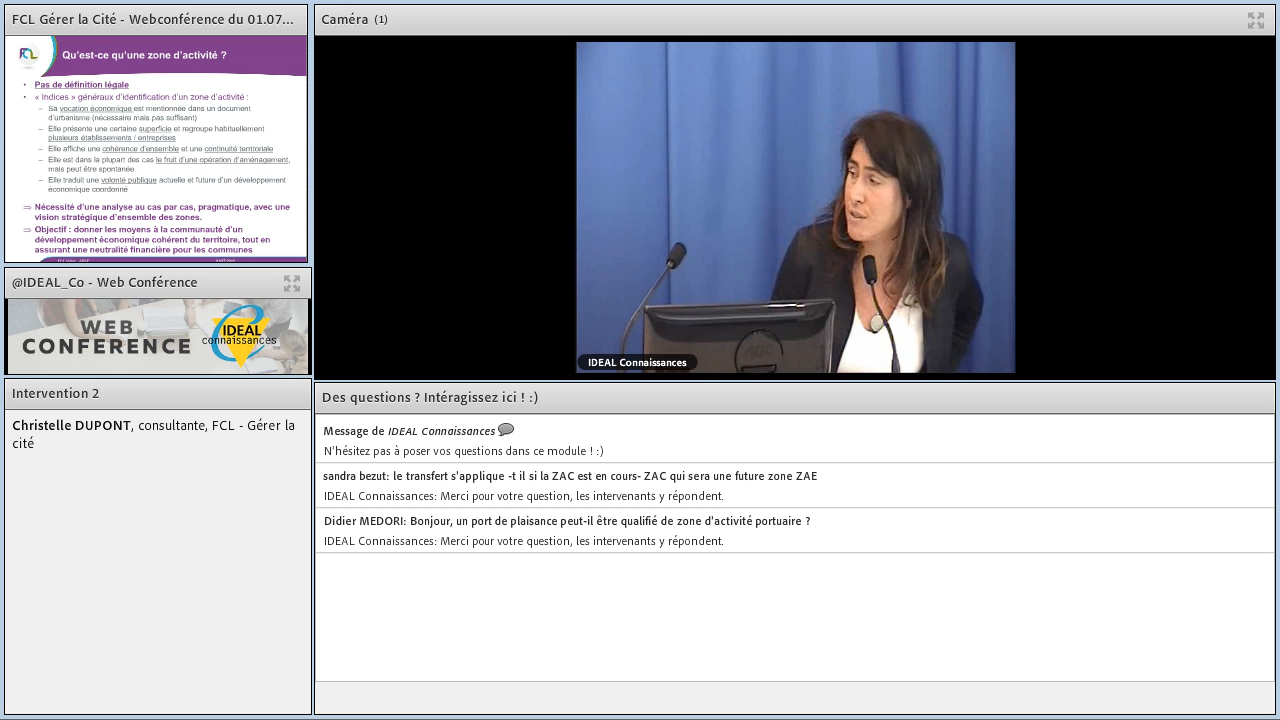 FCL Gérer la Cité - Webconférence du 01.07...
Qu'est-ce qu'une zone d'activité ?
• Pas de définition légale
• « Indices » généraux d'identification d'un zone d'activité :
– Sa vocation économique est mentionnée dans un document
d'urbanisme (nécessaire mais pas suffisant)
– Elle présente une certaine superficie et regroupe habituellement
plusieurs établissements / entreprises
– Elle affiche une cohérence d'ensemble et une continuité territoriale
– Elle est dans la plupart des cas le fruit d'une opération d'aménagement,
mais peut être spontanée
– Elle traduit une volonté publique actuelle et future d'un développement
économique coordonné
⇒ Nécessité d'une analyse au cas par cas, pragmatique, avec une
vision stratégique d'ensemble des zones.
⇒ Objectif : donner les moyens à la communauté d'un
développement économique cohérent du territoire, tout en
assurant une neutralité financière pour les communes
@IDEAL_Co - Web Conférence
WEB
CONFERENCE
IDEAL
connaissances
Intervention 2
Christelle DUPONT, consultante, FCL - Gérer la
cité
Caméra (1)
IDEAL Connaissances
Des questions ? Intéragissez ici ! :)
Message de IDEAL Connaissances
N'hésitez pas à poser vos questions dans ce module ! :)
sandra bezut: le transfert s'applique -t il si la ZAC est en cours- ZAC qui sera une future zone ZAE
IDEAL Connaissances: Merci pour votre question, les intervenants y répondent.
Didier MEDORI: Bonjour, un port de plaisance peut-il être qualifié de zone d'activité portuaire ?
IDEAL Connaissances: Merci pour votre question, les intervenants y répondent.